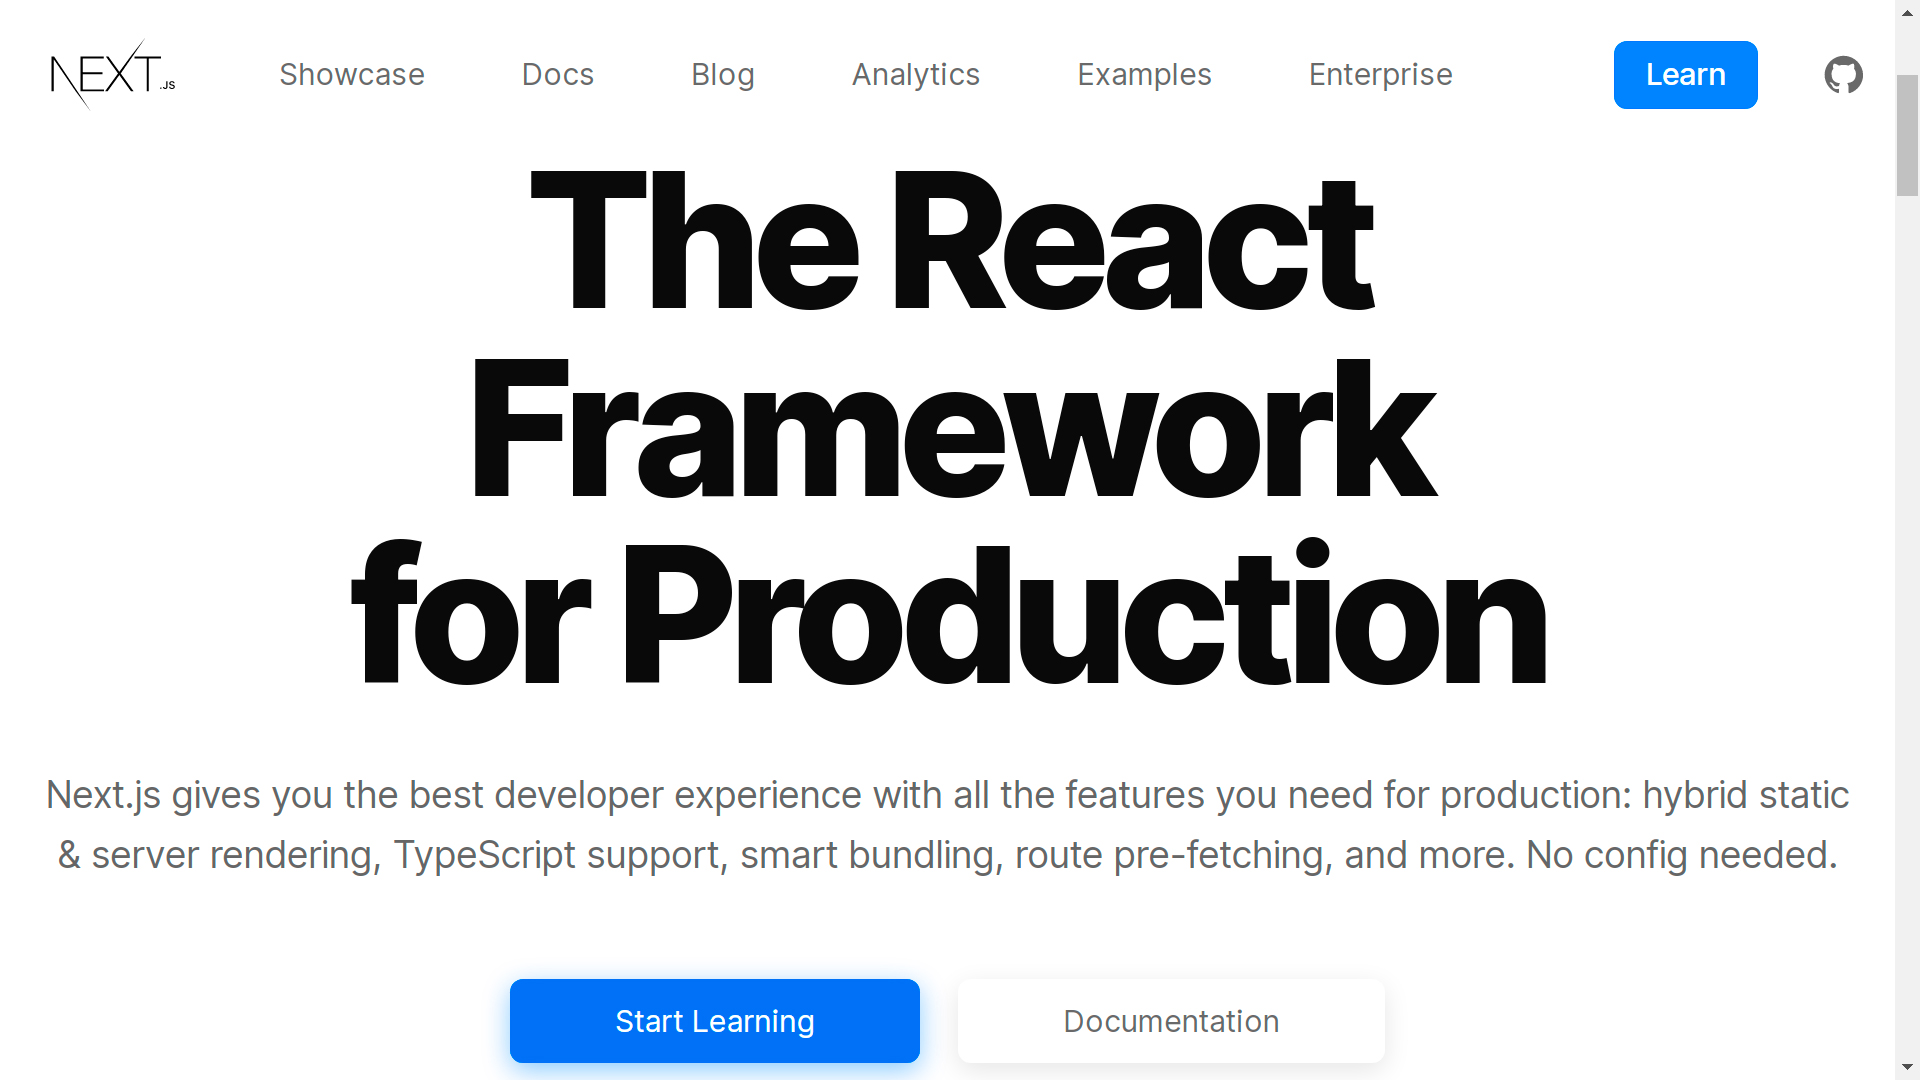 NEXT.JS
Showcase
Docs
Blog
Analytics
Examples
Enterprise
Learn
The React
Framework
for Production
Next.js gives you the best developer experience with all the features you need for production: hybrid static
& server rendering, TypeScript support, smart bundling, route pre-fetching, and more. No config needed.
Start Learning
Documentation